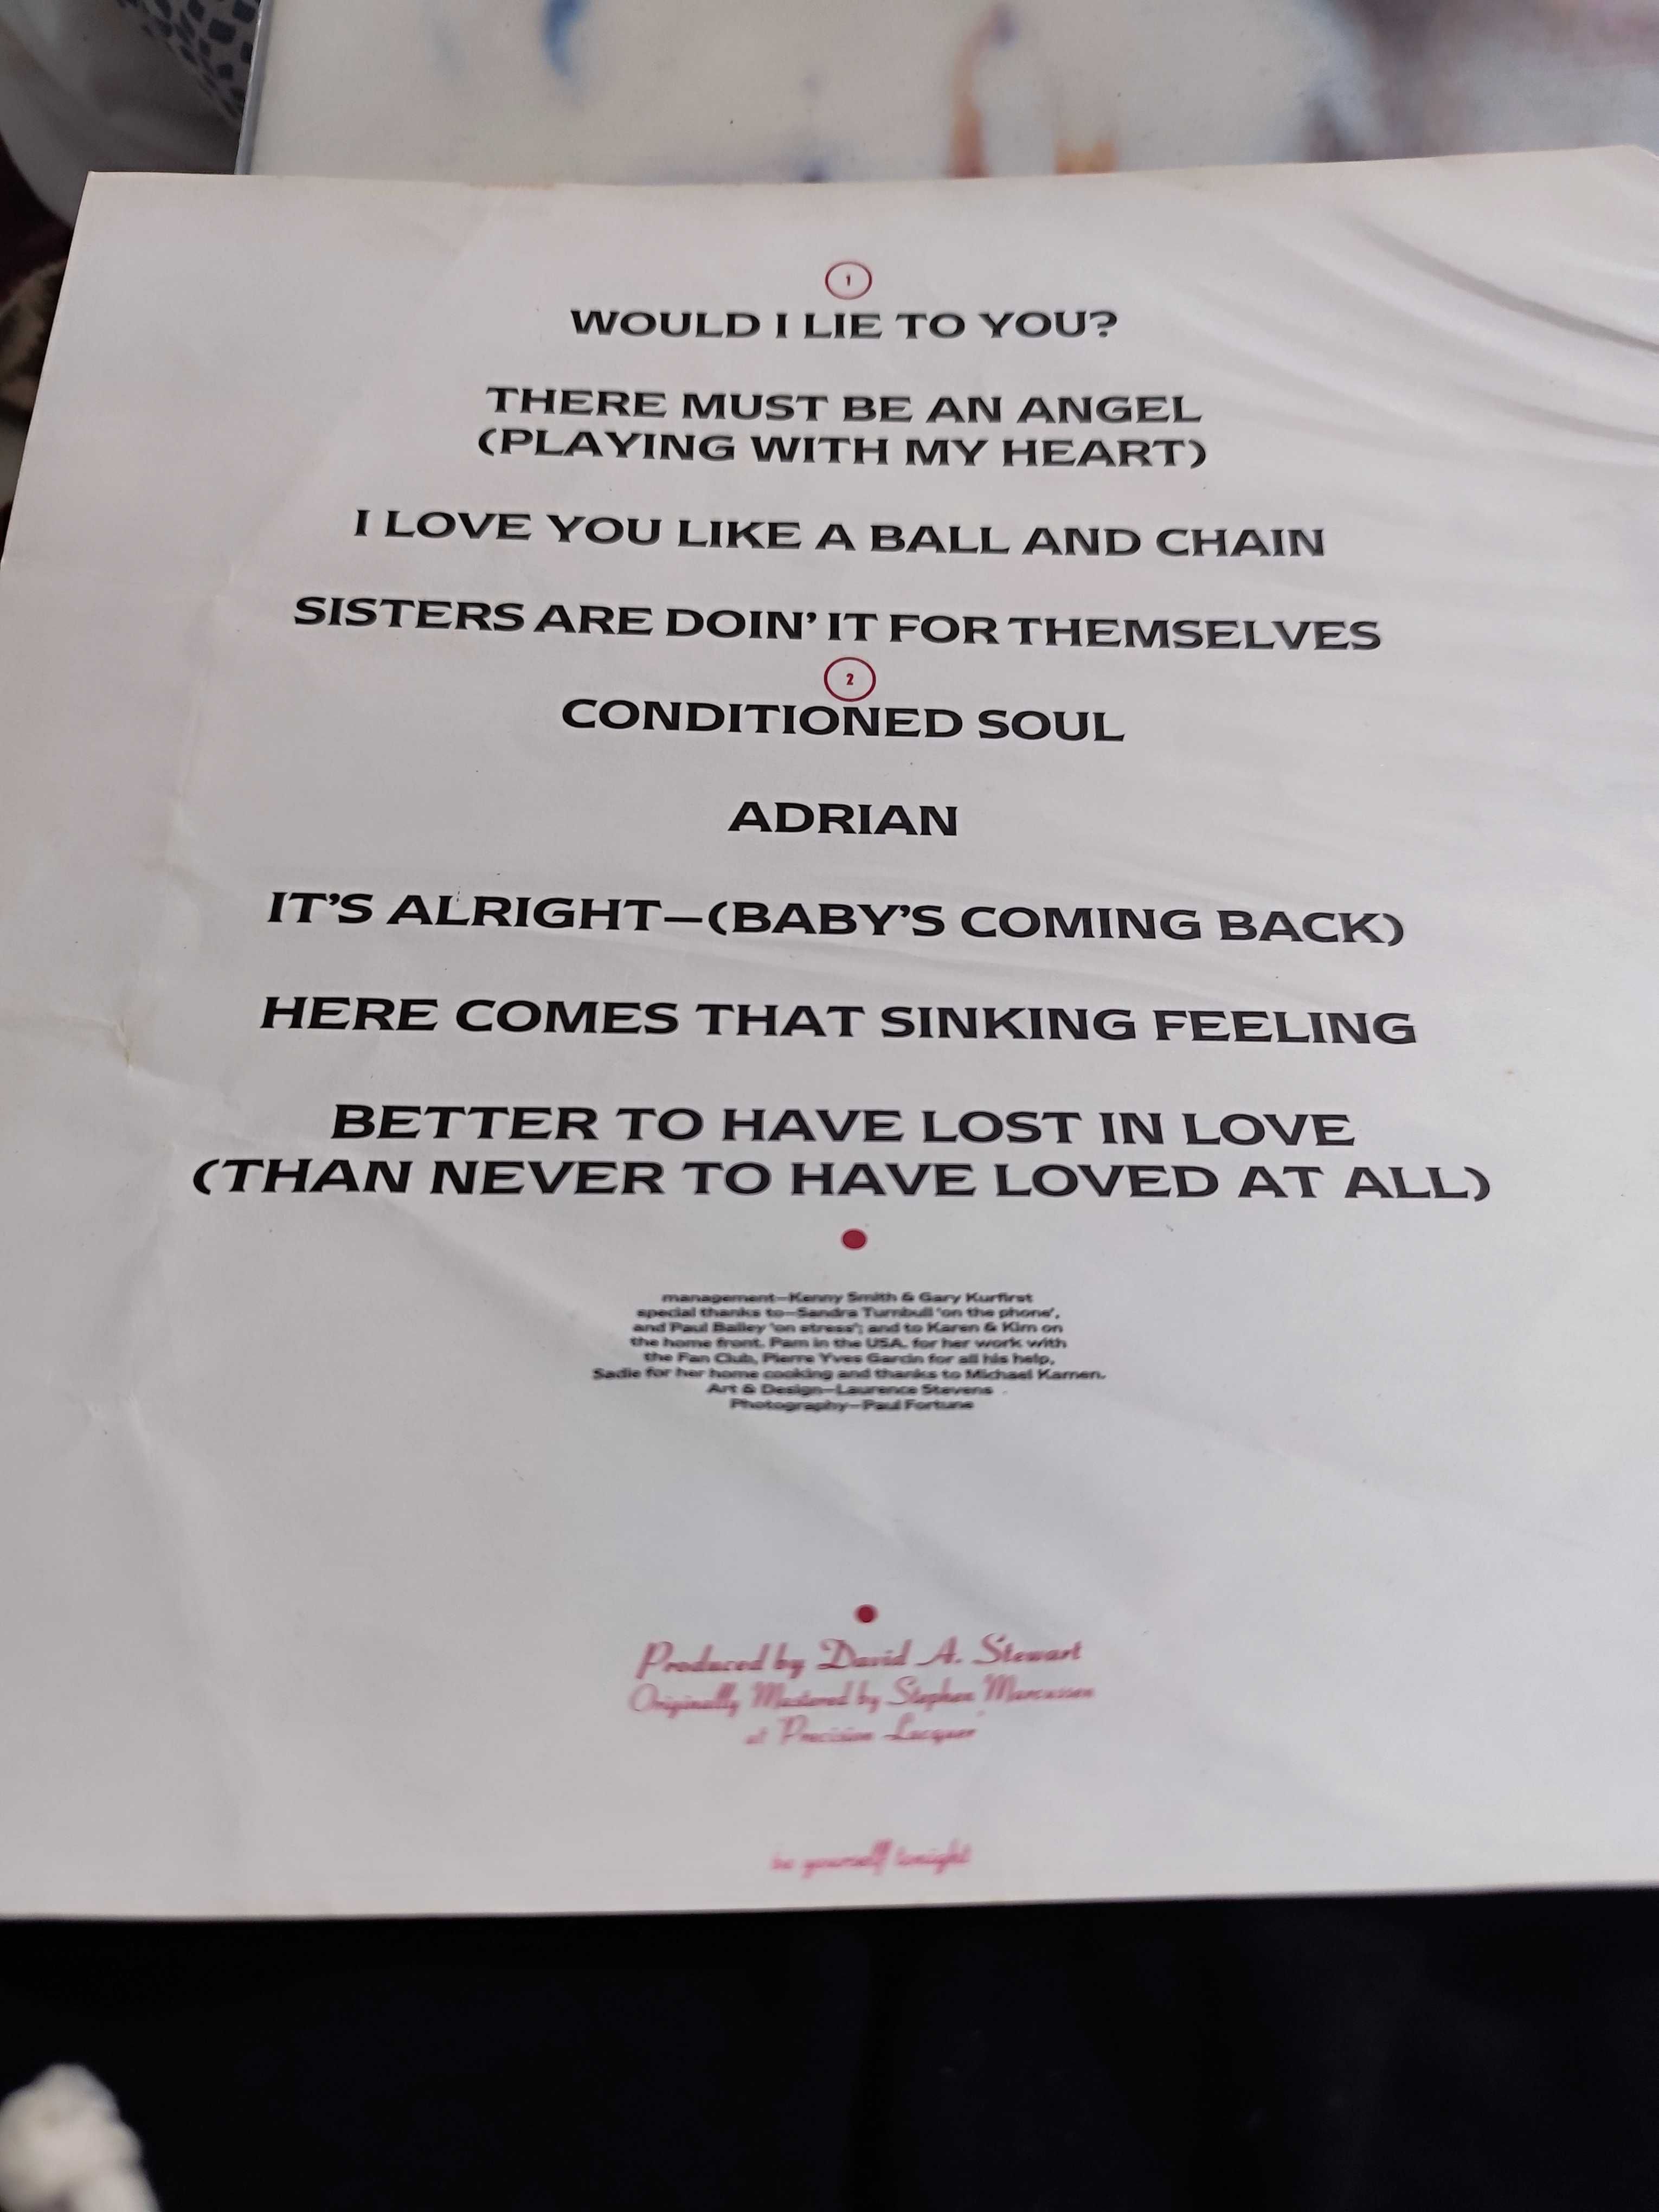 1
WOULD I LIE TO YOU?
THERE MUST BE AN ANGEL
(PLAYING WITH MY HEART)
I LOVE YOU LIKE A BALL AND CHAIN
SISTERS ARE DOIN' IT FOR THEMSELVES
2
CONDITIONED SOUL
ADRIAN
IT'S ALRIGHT—(BABY'S COMING BACK)
HERE COMES THAT SINKING FEELING
BETTER TO HAVE LOST IN LOVE
(THAN NEVER TO HAVE LOVED AT ALL)
management—Kenny Smith & Gary Kurfirst
special thanks to—Sandra Turnbull 'on the phone',
and Paul Bailey 'on stress'; and to Karen & Kim on
the home front. Pam in the USA. for her work with
the Fan Club, Pierre Yves Garcin for all his help,
Sadie for her home cooking and thanks to Michael Kamen.
Art & Design—Laurence Stevens
Photography—Paul Fortune
Produced by David A. Stewart
Originally Mastered by Stephen Marcussen
at 'Precision Lacquer'
be yourself tonight